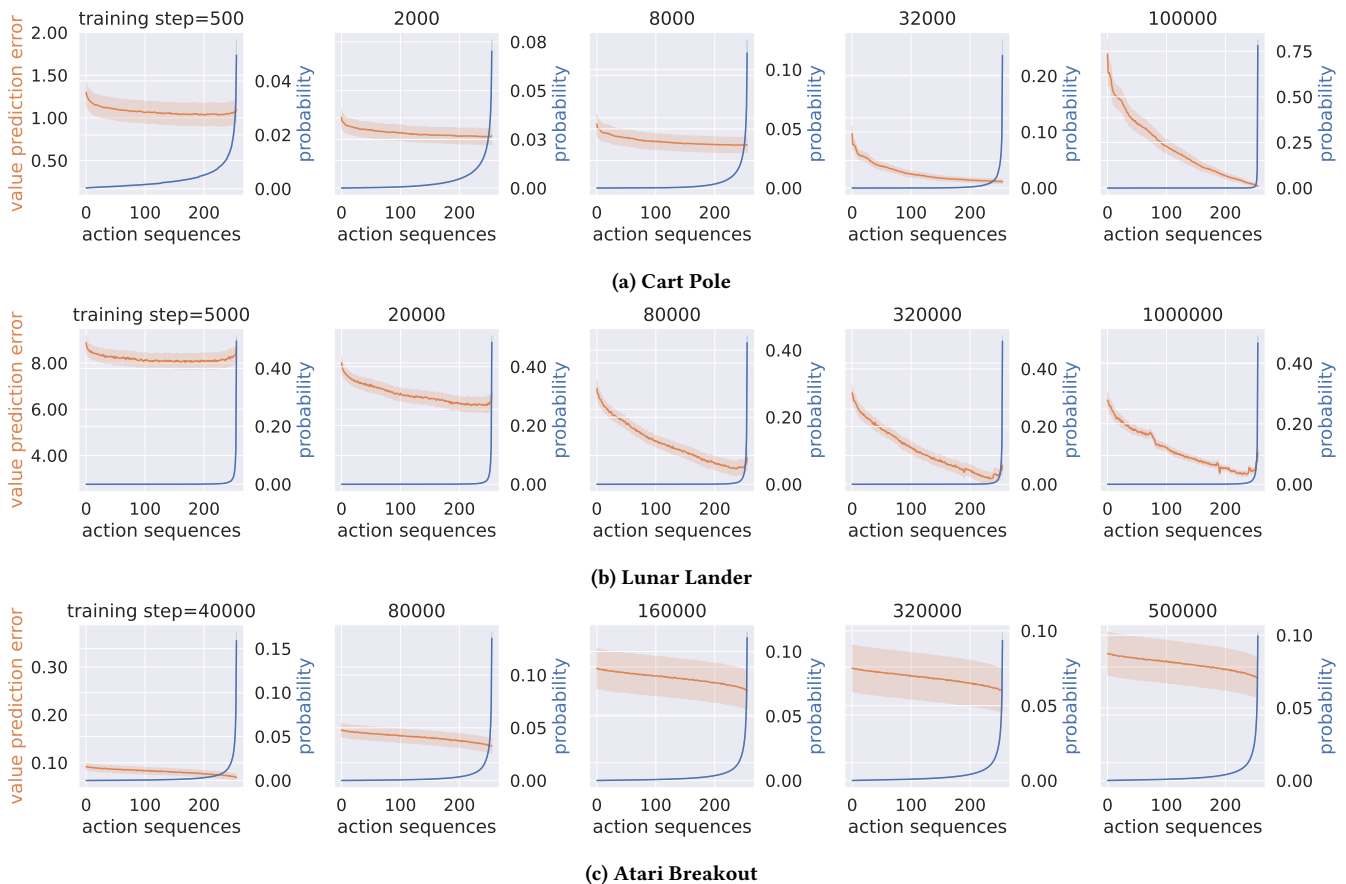 training step=500 2000 8000 32000 100000
value prediction error
2.00 1.50 1.00 0.50
0.04 0.02 0.00
probability
0.08 0.05 0.03 0.00
probability
0.10 0.05 0.00
probability
0.20 0.10 0.00
probability
0.75 0.50 0.25 0.00
probability
0 100 200 0 100 200 0 100 200 0 100 200 0 100 200
action sequences action sequences action sequences action sequences action sequences
(a) Cart Pole
training step=5000 20000 80000 320000 1000000
value prediction error
8.00 6.00 4.00
0.40 0.20 0.00
probability
0.40 0.20 0.00
probability
0.40 0.20 0.00
probability
0.40 0.20 0.00
probability
0.40 0.20 0.00
probability
0 100 200 0 100 200 0 100 200 0 100 200 0 100 200
action sequences action sequences action sequences action sequences action sequences
(b) Lunar Lander
training step=40000 80000 160000 320000 500000
value prediction error
0.30 0.20 0.10
0.15 0.10 0.05 0.00
probability
0.10 0.05 0.00
probability
0.10 0.05 0.00
probability
0.10 0.05 0.00
probability
0.10 0.05 0.00
probability
0 100 200 0 100 200 0 100 200 0 100 200 0 100 200
action sequences action sequences action sequences action sequences action sequences
(c) Atari Breakout